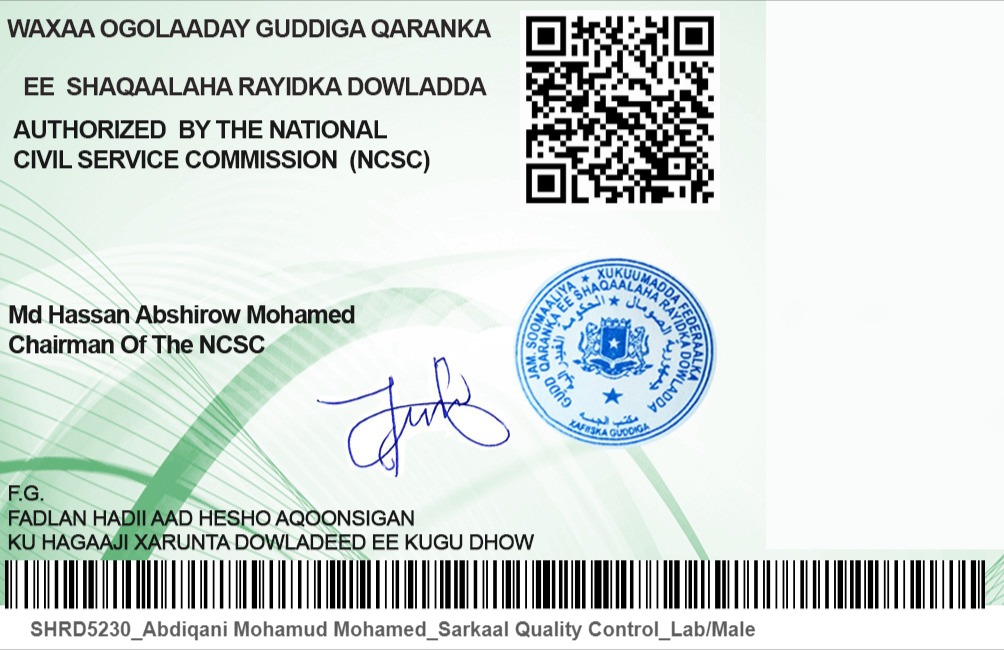 WAXAA OGOLAADAY GUDDIGA QARANKA
EE SHAQAALAHA RAYIDKA DOWLADDA
AUTHORIZED BY THE NATIONAL
CIVIL SERVICE COMMISSION (NCSC)
Md Hassan Abshirow Mohamed
Chairman Of The NCSC
JAM. SOOMAALIYA ★ XUKUUMADDA FEDERAALKA
GUDD QARANKA EE SHAQAALAHA RAYIDKA DOWLADDA
XAFIISKA GUDDIGA
F.G.
FADLAN HADII AAD HESHO AQOONSIGAN
KU HAGAAJI XARUNTA DOWLADEED EE KUGU DHOW
SHRD5230_Abdiqani Mohamud Mohamed_Sarkaal Quality Control_Lab/Male